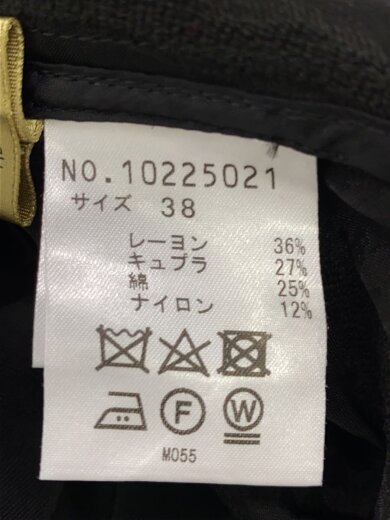 NO.10225021
サイズ 38
レーヨン 36%
キュプラ 27%
綿 25%
ナイロン 12%
F
W
M055